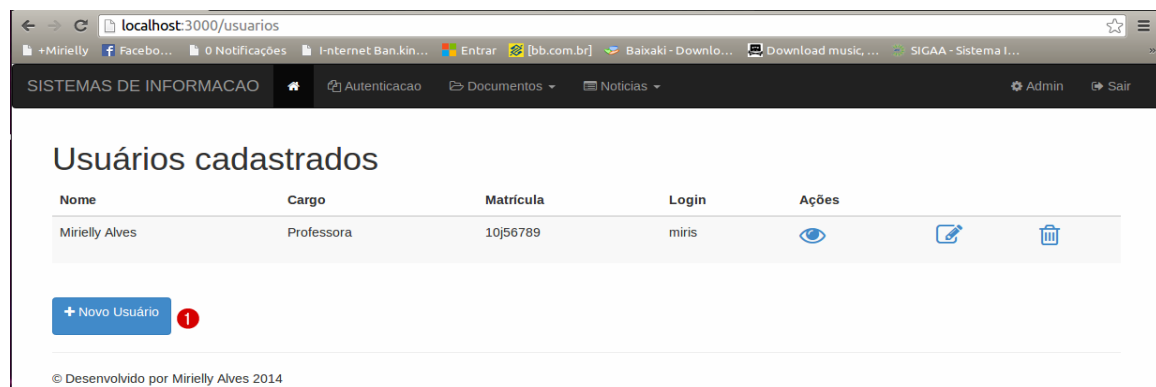 localhost:3000/usuarios
+Mirielly Facebo... 0 Notificações I-nternet Ban.kin... Entrar [bb.com.br] Baixaki - Downlo... Download music, ... SIGAA - Sistema I... »
SISTEMAS DE INFORMACAO Autenticacao Documentos Noticias Admin Sair
Usuários cadastrados
Nome Cargo Matrícula Login Ações
Mirielly Alves Professora 10j56789 miris
+ Novo Usuário 1
© Desenvolvido por Mirielly Alves 2014